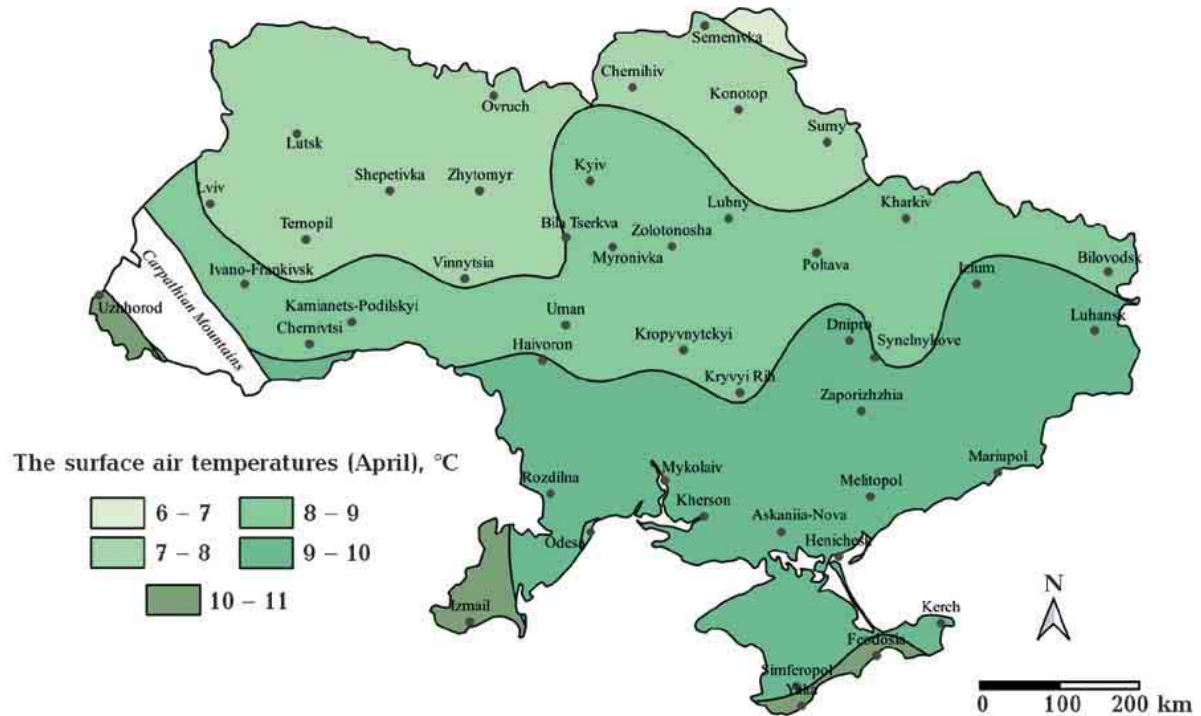 Semenivka
Chernihiv
Ovruch
Konotop
Sumy
Lutsk
Shepetivka
Zhytomyr
Kyiv
Lviv
Lubny
Kharkiv
Ternopil
Bila Tserkva
Zolotonosha
Myronivka
Poltava
Vinnytsia
Izium
Bilovodsk
Ivano-Frankivsk
Carpathian Mountains
Uzhhorod
Kamianets-Podilskyi
Uman
Chernivtsi
Kropyvnytskyi
Dnipro
Synelnykove
Luhansk
Haivoron
Kryvyi Rih
Zaporizhzhia
Mariupol
The surface air temperatures (April), °C
6 – 7
8 – 9
7 – 8
9 – 10
10 – 11
Rozdilna
Mykolaiv
Melitopol
Kherson
Askaniia-Nova
Odesa
Henichesk
Izmail
Kerch
Feodosia
Simferopol
Yalta
N
0 100 200 km